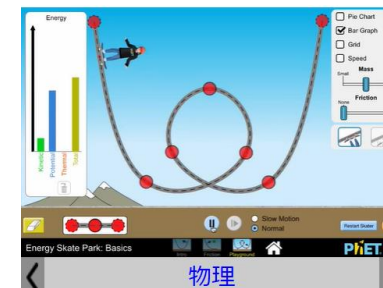 Energy
Kinetic
Potential
Thermal
Total
Pie Chart
Bar Graph
Grid
Speed
Mass
Small
Friction
None
Slow Motion
Normal
Restart Skater
Energy Skate Park: Basics
Intro
Friction
Playground
PhET
物理